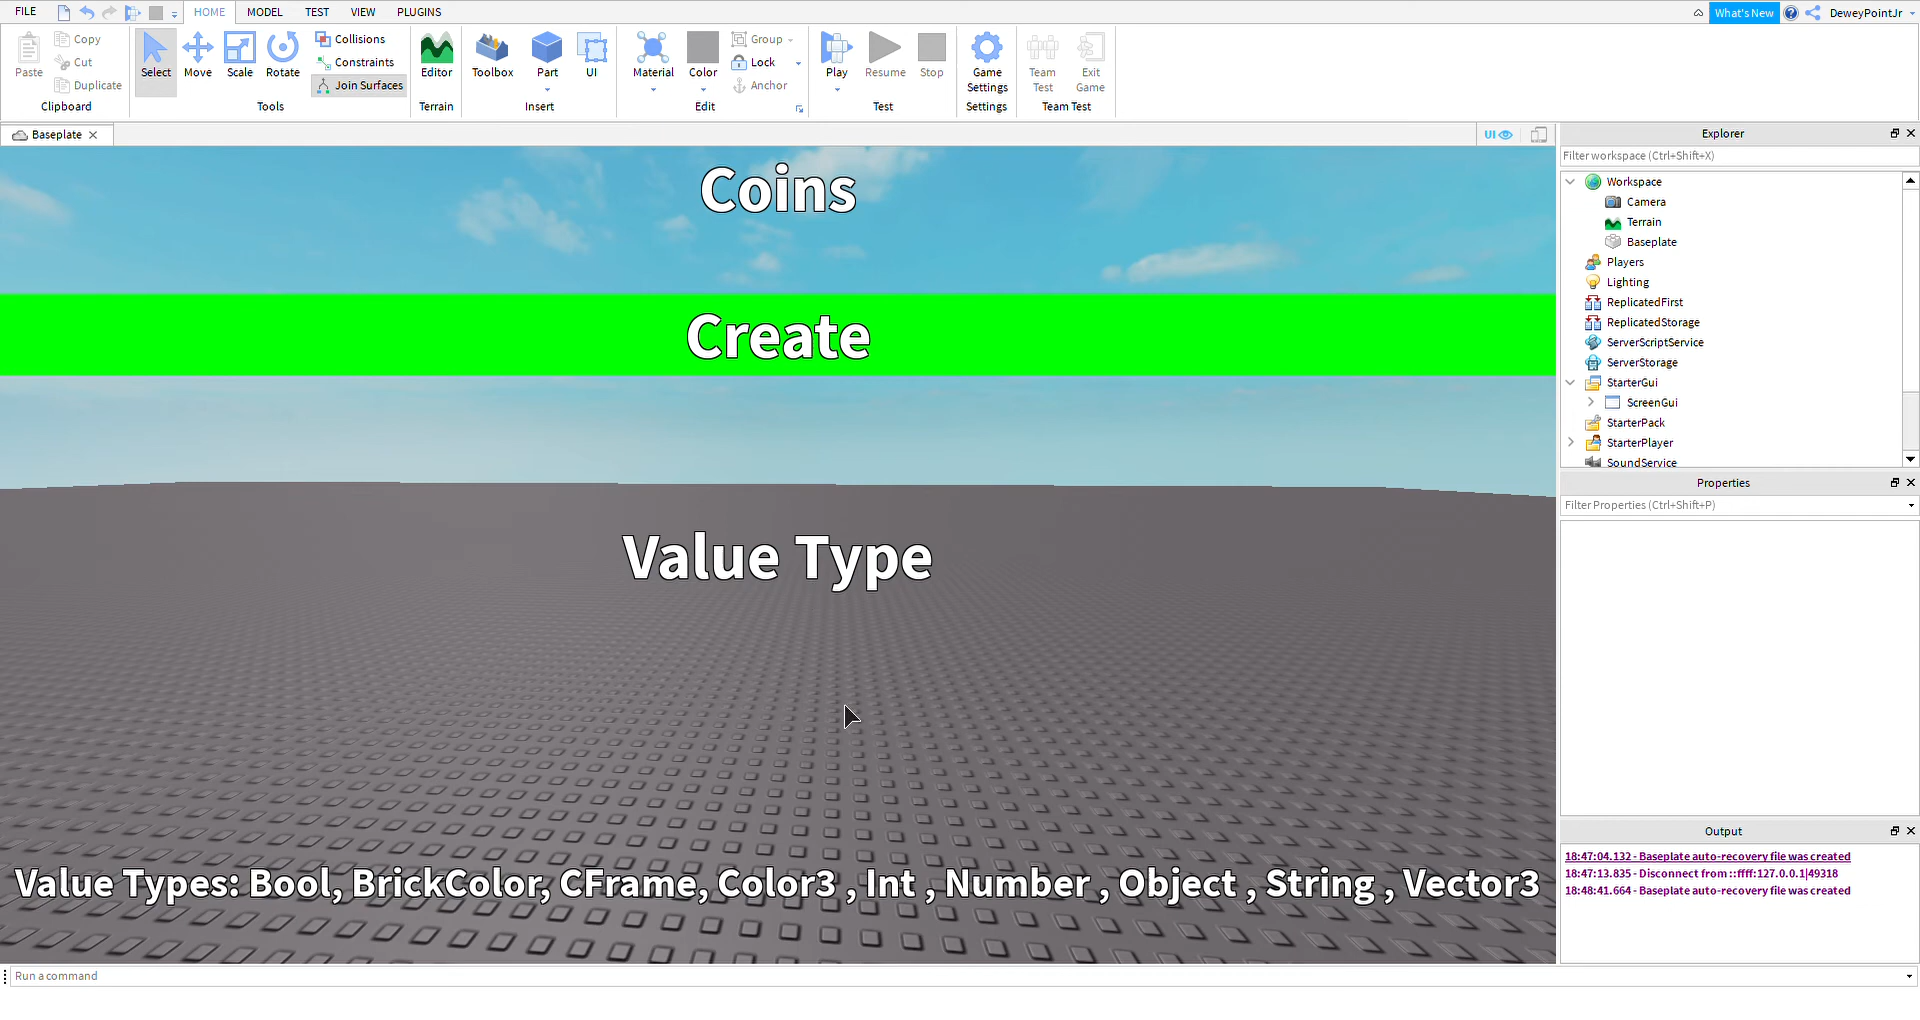 FILE HOME MODEL TEST VIEW PLUGINS What's New DeweyPointJr
Paste Copy Cut Duplicate Clipboard
Select Move Scale Rotate Collisions Constraints Join Surfaces Tools
Editor Terrain
Toolbox Part UI Insert
Material Color Group Lock Anchor Edit
Play Resume Stop Test
Game Settings Settings
Team Test Exit Game Team Test
Baseplate
UI
Coins
Create
Value Type
Value Types: Bool, BrickColor, CFrame, Color3 , Int , Number , Object , String , Vector3
Explorer
Filter workspace (Ctrl+Shift+X)
Workspace
Camera
Terrain
Baseplate
Players
Lighting
ReplicatedFirst
ReplicatedStorage
ServerScriptService
ServerStorage
StarterGui
ScreenGui
StarterPack
StarterPlayer
SoundService
Properties
Filter Properties (Ctrl+Shift+P)
Output
18:47:04.132 - Baseplate auto-recovery file was created
18:47:13.835 - Disconnect from ::ffff:127.0.0.1|49318
18:48:41.664 - Baseplate auto-recovery file was created
Run a command